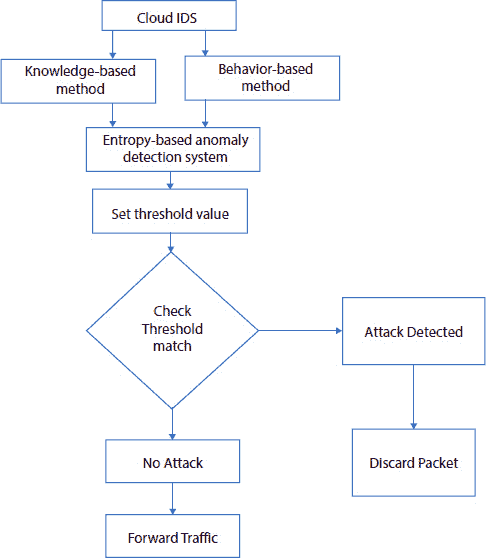 Cloud IDS
Knowledge-based
method
Behavior-based
method
Entropy-based anomaly
detection system
Set threshold value
Check
Threshold
match
Attack Detected
No Attack
Discard Packet
Forward Traffic